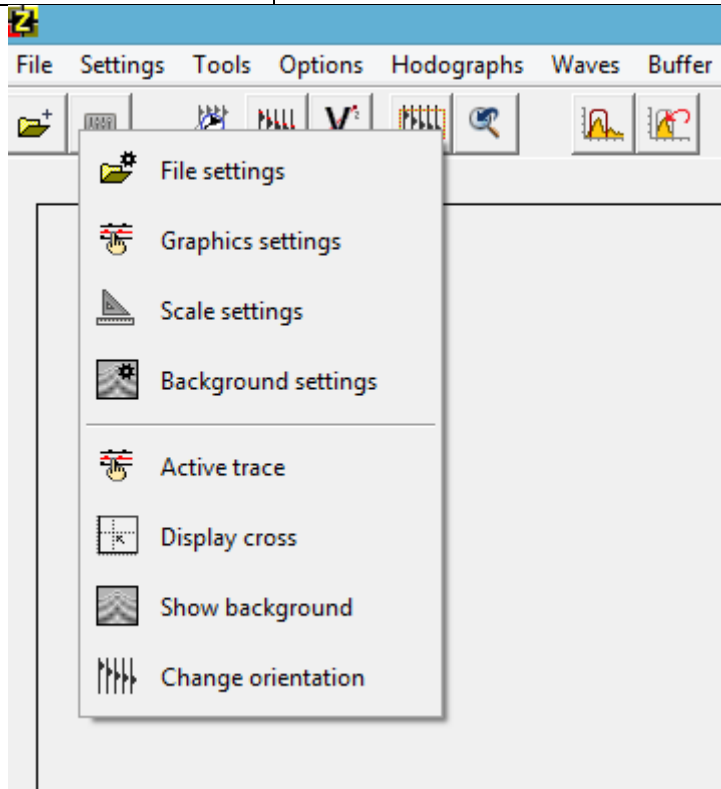 Z
File Settings Tools Options Hodographs Waves Buffer
V²
File settings
Graphics settings
Scale settings
Background settings
Active trace
Display cross
Show background
Change orientation